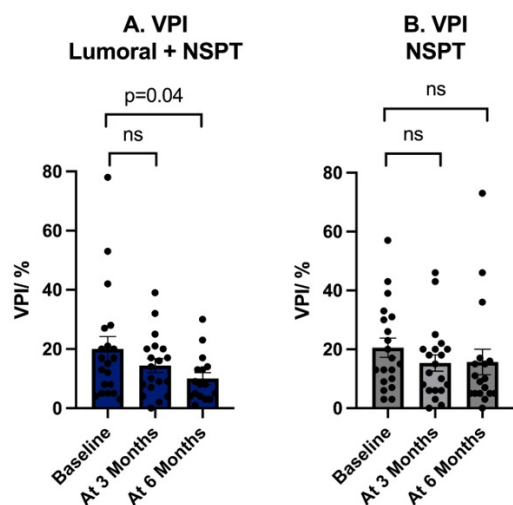 A. VPI
Lumoral + NSPT
p=0.04
ns
80
60
40
20
0
VPI/ %
Baseline
At 3 Months
At 6 Months
B. VPI
NSPT
ns
ns
80
60
40
20
0
VPI/ %
Baseline
At 3 Months
At 6 Months